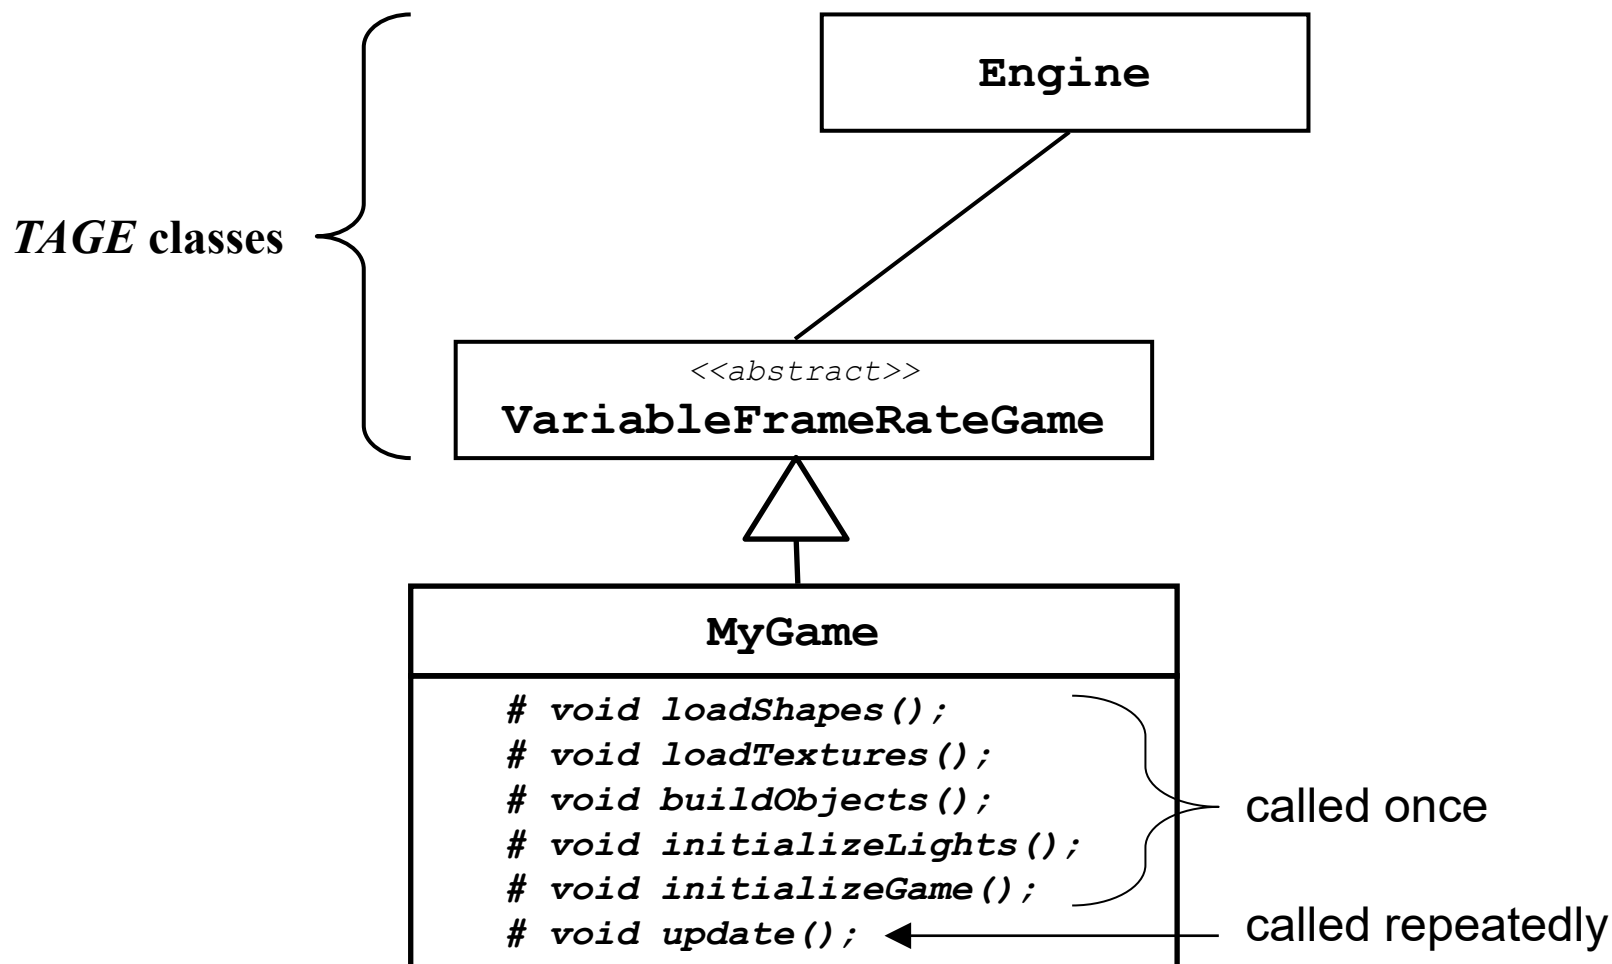 Engine
TAGE classes
<<abstract>>
VariableFrameRateGame
MyGame
# void loadShapes();
# void loadTextures();
# void buildObjects();
called once
# void initializeLights();
# void initializeGame();
# void update();
called repeatedly